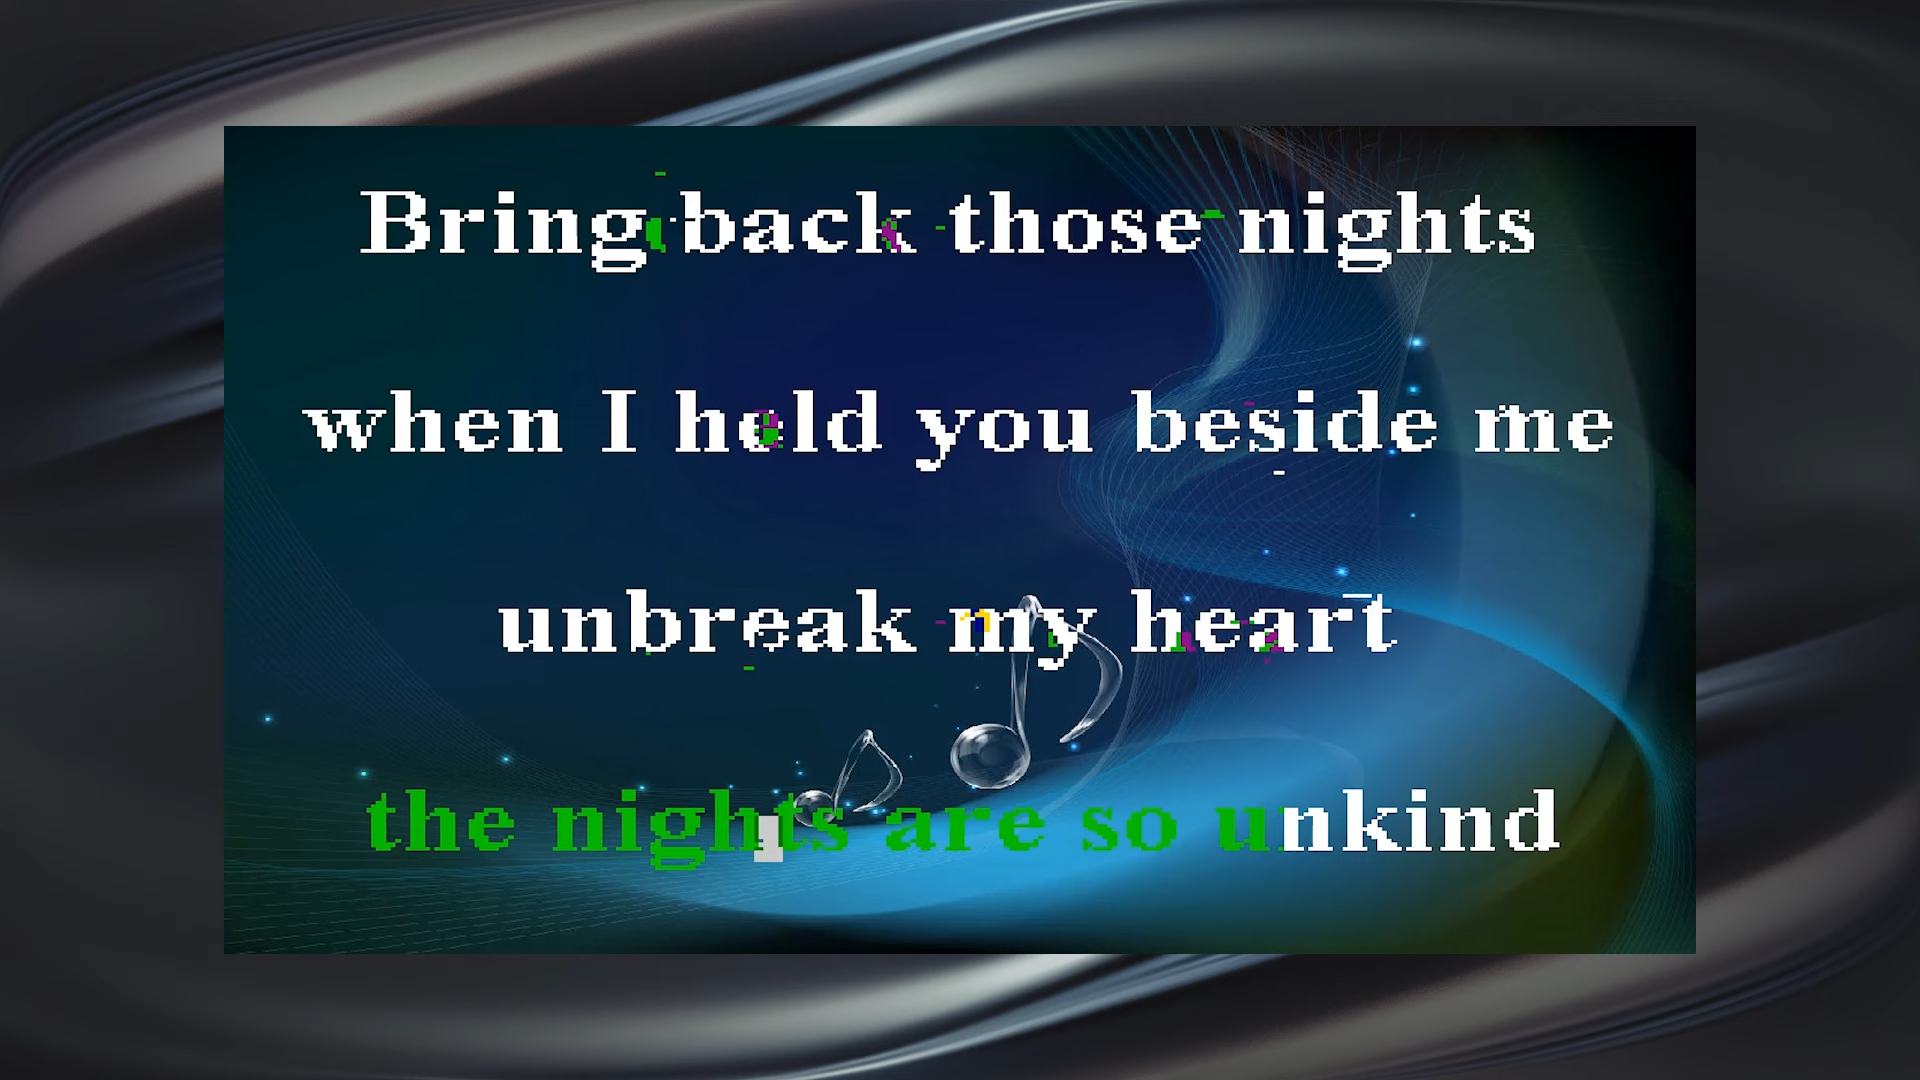 Bring back those nights
when I held you beside me
unbreak my heart
the nights are so unkind